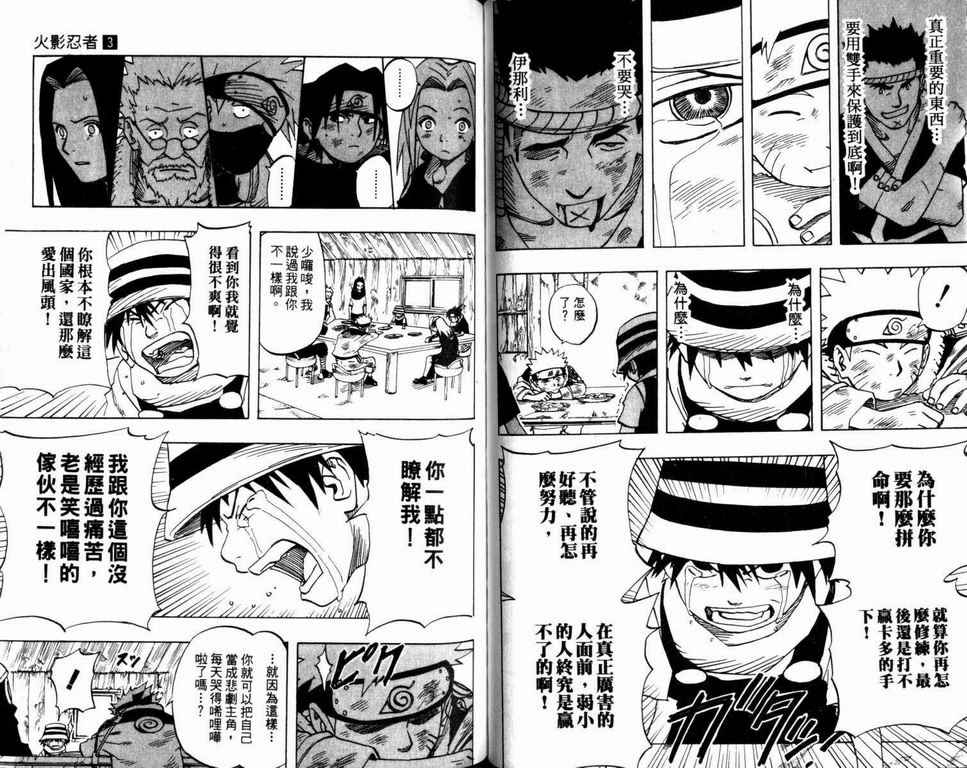 真正重要的東西…
要用雙手來保護到底啊！
不要哭…
伊那利…
！
為什麼…
為什麼…
怎麼
了？
為什麼你
要那麼拼
命啊！
就算你再怎
麼修練，最
後還是打不
贏卡多的手
下！
不管說的再
好聽、再怎
麼努力，
在真正厲害的
人面前，弱小
的人終究是贏
不了的啊！
ガタッ
火影忍者 3
……
……
……
少囉唆，我
說過我跟你
不一樣啊。
看到你我就覺
得很不爽啊！
你根本不瞭解這
個國家，還那麼
愛出風頭！
你一點都不
瞭解我！
我跟你這個沒
經歷過痛苦，
老是笑嘻嘻的
傢伙不一樣！
ピクッ
…就因為這樣
你就可以把自己
當成悲劇主角，
每天哭得唏哩嘩
啦了嗎…？
スッ
！